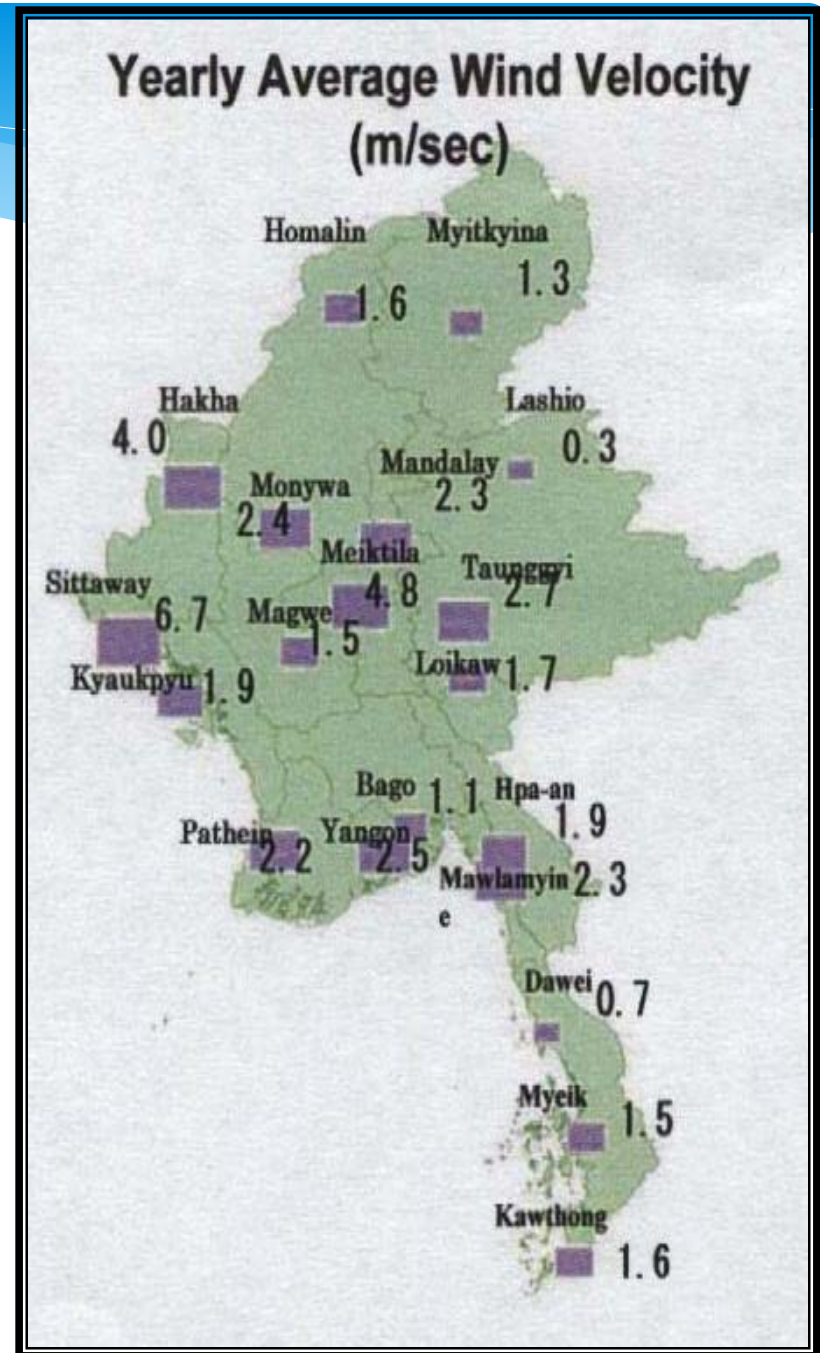 Yearly Average Wind Velocity
(m/sec)
Homalin
1.6
Myitkyina
1.3
Hakha
4.0
Lashio
0.3
Mandalay
2.3
Monywa
2.4
Meiktila
4.8
Taunggyi
2.7
Sittaway
6.7
Magwe
1.5
Kyaukpyu 1.9
Loikaw 1.7
Bago 1.1
Hpa-an
1.9
Pathein
2.2
Yangon
2.5
Mawlamyin 2.3
e
Dawei 0.7
Myeik
1.5
Kawthong
1.6